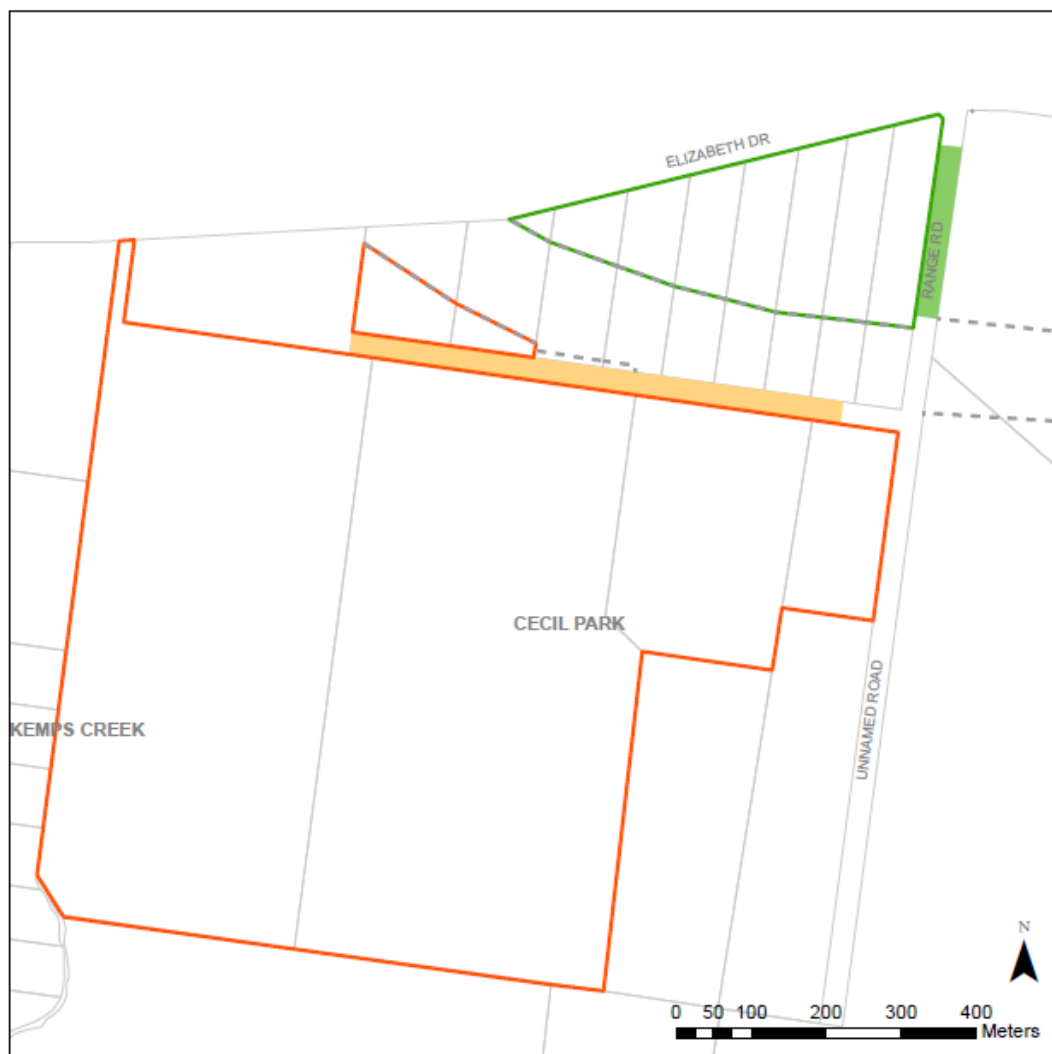 ELIZABETH DR
RANGE RD
CECIL PARK
UNNAMED ROAD
KEMPS CREEK
N
0 50 100 200 300 400
Meters